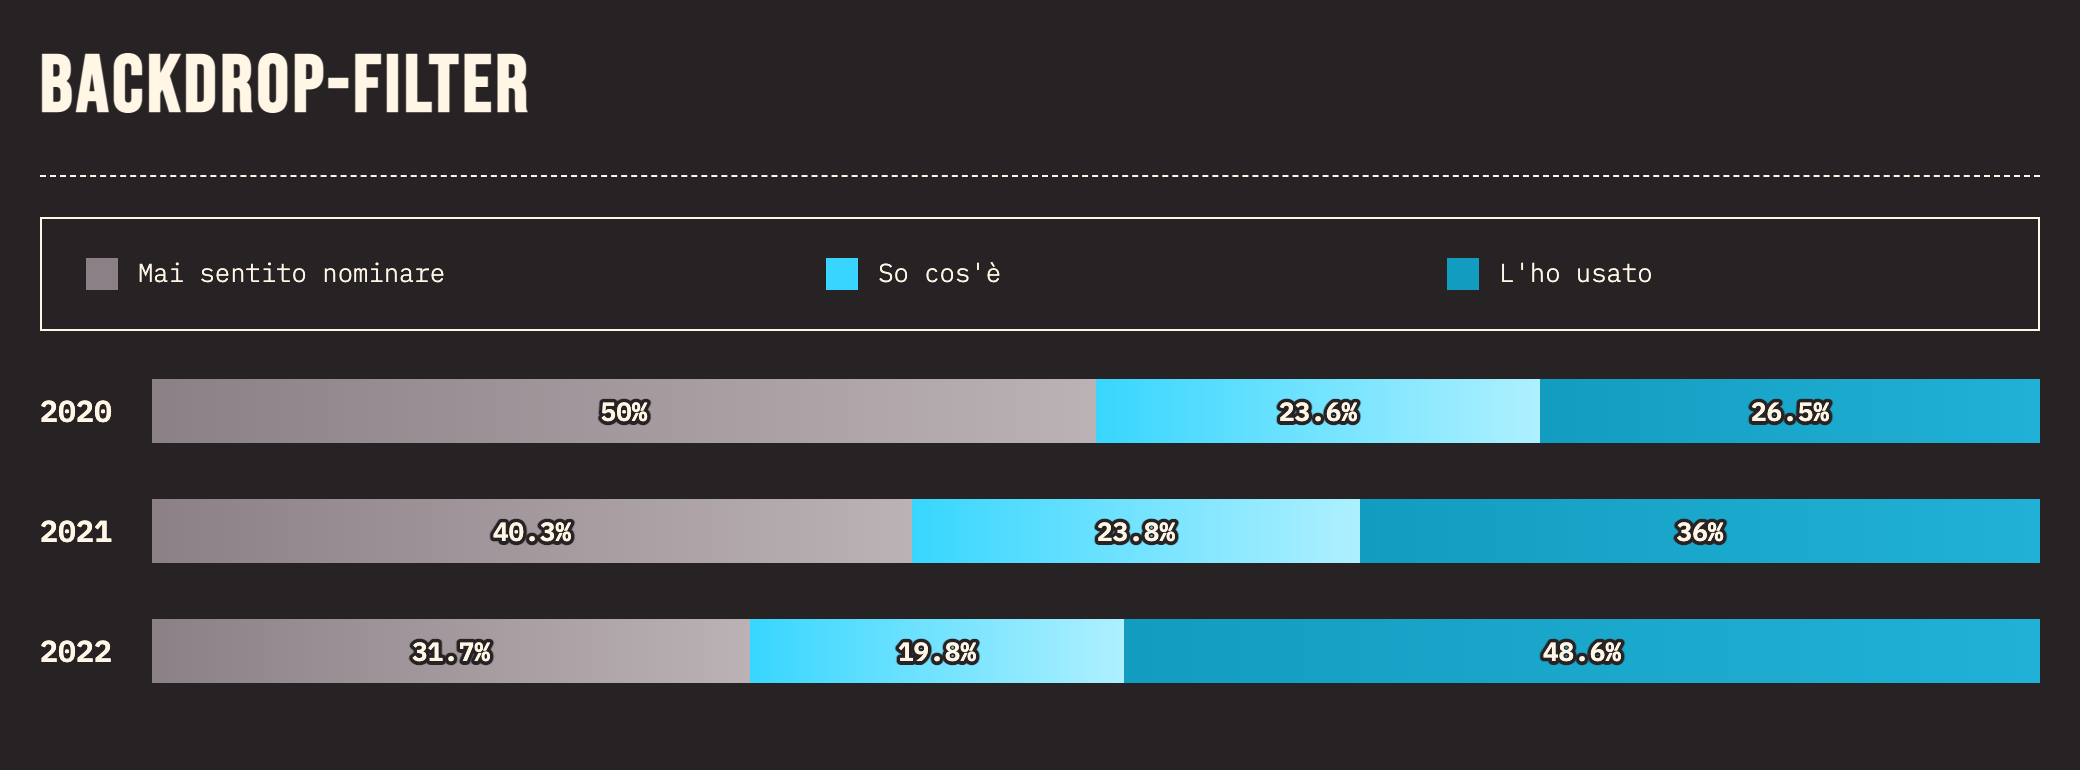 BACKDROP-FILTER
Mai sentito nominare So cos'è L'ho usato
2020 50% 23.6% 26.5%
2021 40.3% 23.8% 36%
2022 31.7% 19.8% 48.6%